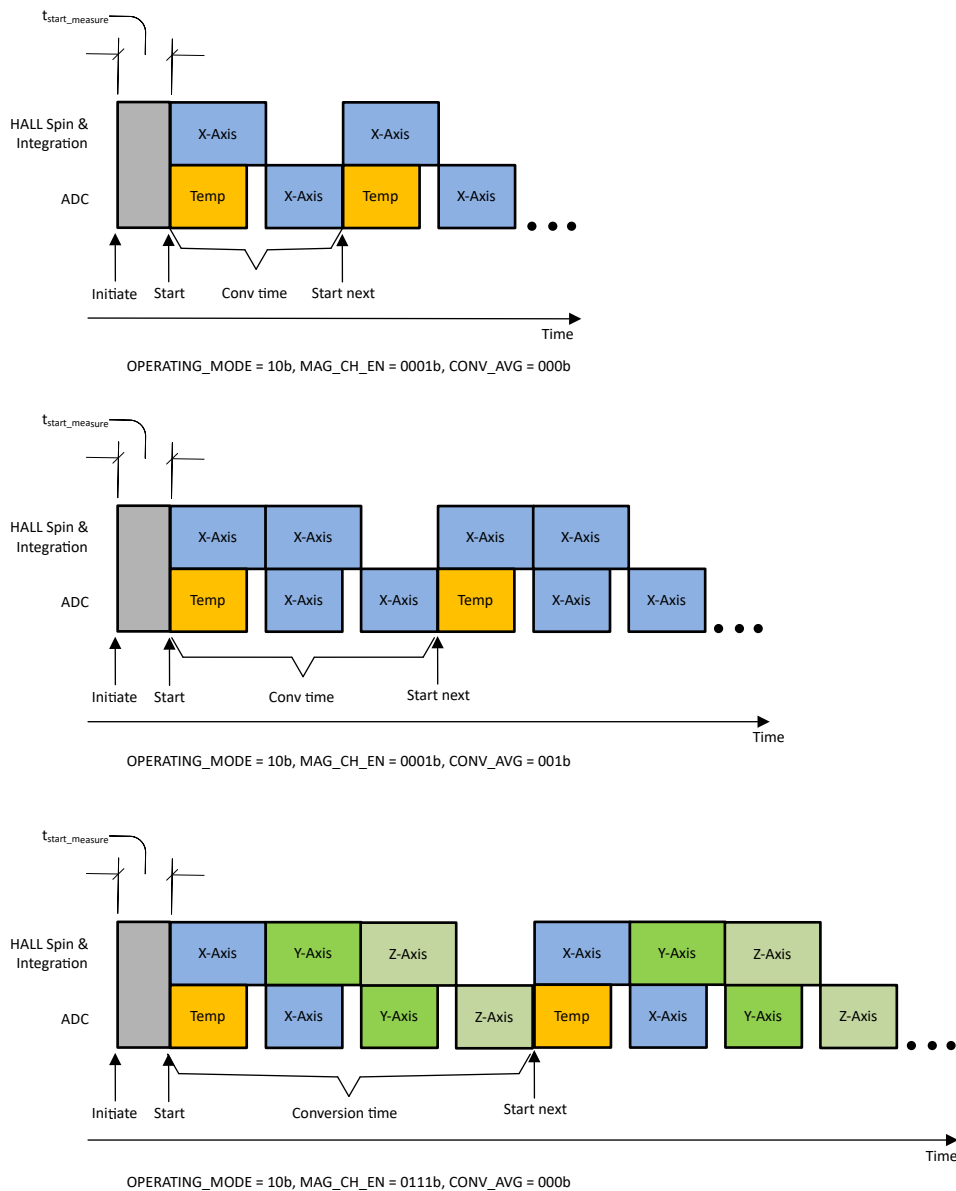 tstart_measure
HALL Spin &
Integration
X-Axis X-Axis
ADC
Temp X-Axis Temp X-Axis
Initiate Start Conv time Start next
Time
OPERATING_MODE = 10b, MAG_CH_EN = 0001b, CONV_AVG = 000b
tstart_measure
HALL Spin &
Integration
X-Axis X-Axis X-Axis X-Axis
ADC
Temp X-Axis X-Axis Temp X-Axis X-Axis
Initiate Start Conv time Start next
Time
OPERATING_MODE = 10b, MAG_CH_EN = 0001b, CONV_AVG = 001b
tstart_measure
HALL Spin &
Integration
X-Axis Y-Axis Z-Axis X-Axis Y-Axis Z-Axis
ADC
Temp X-Axis Y-Axis Z-Axis Temp X-Axis Y-Axis Z-Axis
Initiate Start Conversion time Start next
Time
OPERATING_MODE = 10b, MAG_CH_EN = 0111b, CONV_AVG = 000b